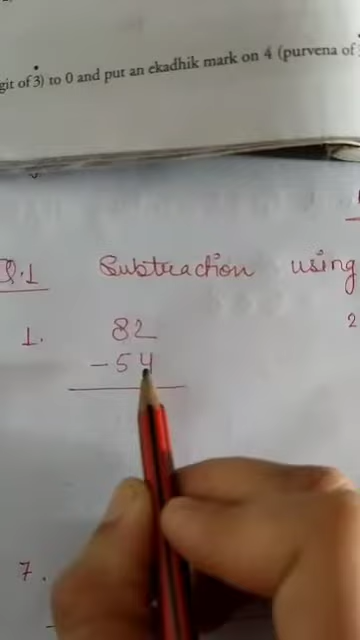 git of 3̇) to 0 and put an ekadhik mark on 4 (purvena of
Q.1 Subtraction using
1. 82 2
- 54
7.